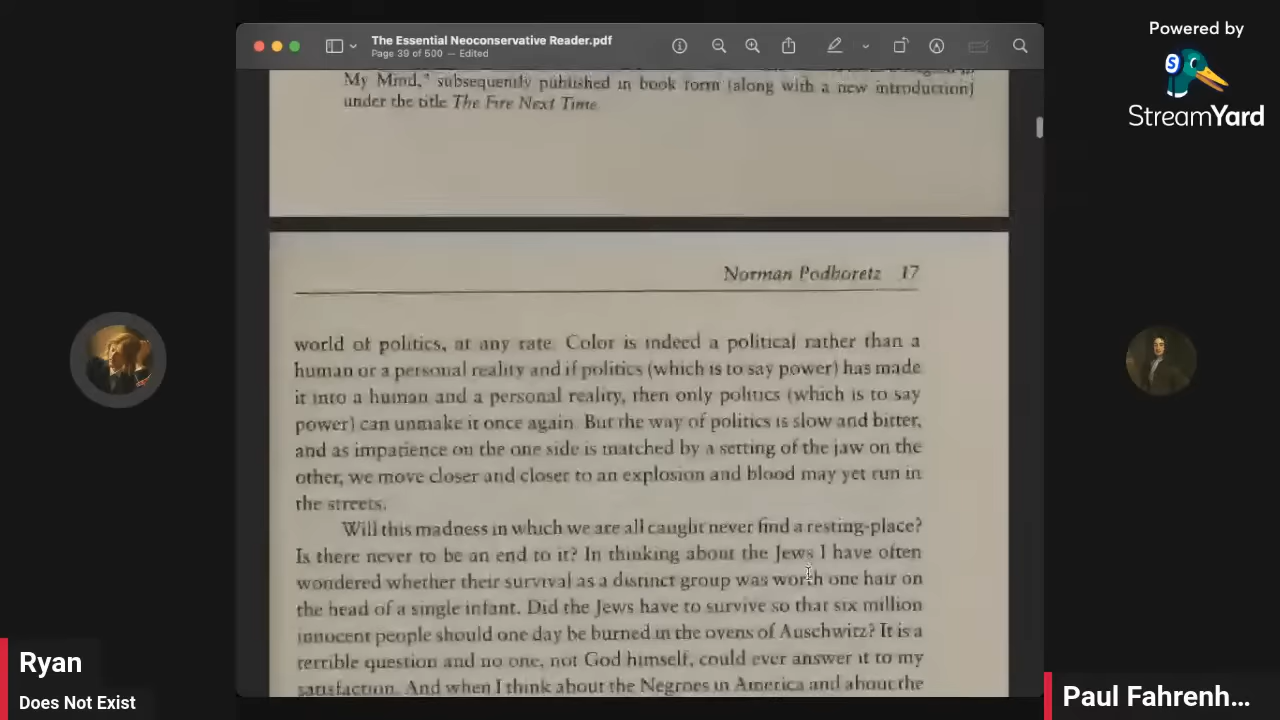 Powered by
StreamYard
The Essential Neoconservative Reader.pdf
Page 39 of 500 — Edited
My Mind," subsequently published in book form (along with a new introduction)
under the title The Fire Next Time
Norman Podhoretz 17
world of politics, at any rate. Color is indeed a political rather than a
human or a personal reality and if politics (which is to say power) has made
it into a human and a personal reality, then only politics (which is to say
power) can unmake it once again. But the way of politics is slow and bitter,
and as impatience on the one side is matched by a setting of the jaw on the
other, we move closer and closer to an explosion and blood may yet run in
the streets.
Will this madness in which we are all caught never find a resting-place?
Is there never to be an end to it? In thinking about the Jews I have often
wondered whether their survival as a distinct group was worth one hair on
the head of a single infant. Did the Jews have to survive so that six million
innocent people should one day be burned in the ovens of Auschwitz? It is a
terrible question and no one, not God himself, could ever answer it to my
satisfaction. And when I think about the Negroes in America and about the
Ryan
Does Not Exist
Paul Fahrenh...